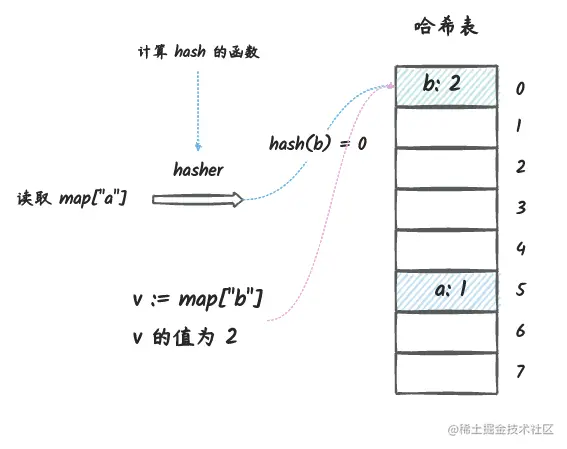 哈希表
计算 hash 的函数
b: 2
0
1
hash(b) = 0
hasher
2
读取 map["a"]
3
4
a: 1
5
v := map["b"]
v 的值为 2
6
7
@稀土掘金技术社区